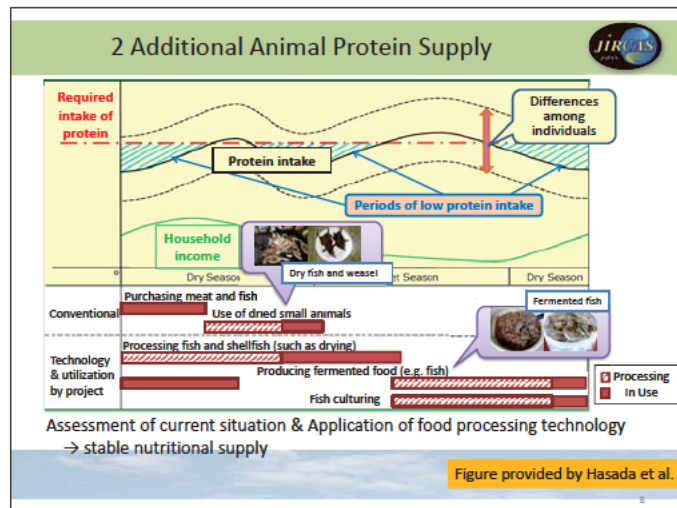 2 Additional Animal Protein Supply
JIRCAS
Required
intake of
protein
Differences
among
individuals
Protein intake
Periods of low protein intake
Household
income
Dry fish and weasel
0
Dry Season
et Season
Dry Season
Conventional
Purchasing meat and fish
Use of dried small animals
Fermented fish
Technology
& utilization
by project
Processing fish and shellfish (such as drying)
Producing fermented food (e.g. fish)
Fish culturing
Processing
In Use
Assessment of current situation & Application of food processing technology
→ stable nutritional supply
Figure provided by Hasada et al.
8